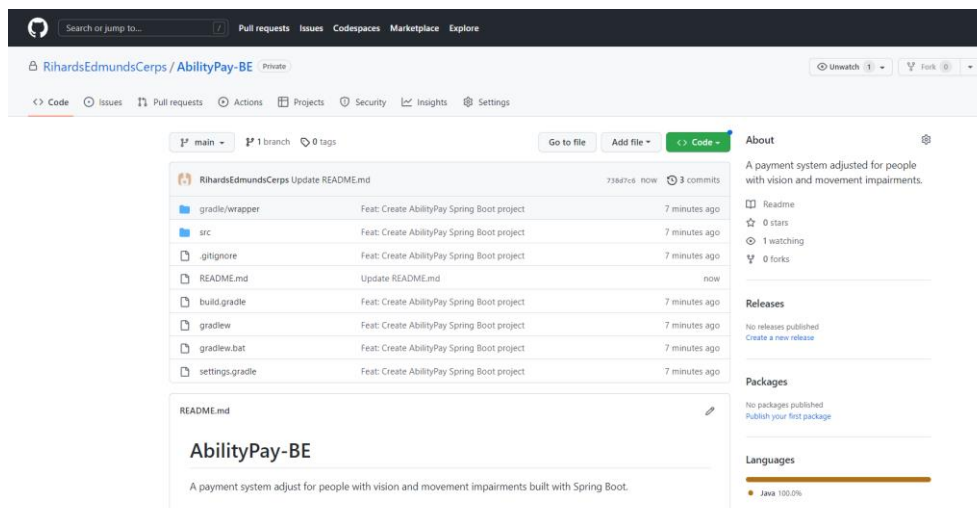 Search or jump to... / Pull requests Issues Codespaces Marketplace Explore
RihardsEdmundsCerps / AbilityPay-BE Private Unwatch 1 Fork 0
<> Code Issues Pull requests Actions Projects Security Insights Settings
main 1 branch 0 tags Go to file Add file <> Code
RihardsEdmundsCerps Update README.md 738d7c6 now 3 commits
gradle/wrapper Feat: Create AbilityPay Spring Boot project 7 minutes ago
src Feat: Create AbilityPay Spring Boot project 7 minutes ago
.gitignore Feat: Create AbilityPay Spring Boot project 7 minutes ago
README.md Update README.md now
build.gradle Feat: Create AbilityPay Spring Boot project 7 minutes ago
gradlew Feat: Create AbilityPay Spring Boot project 7 minutes ago
gradlew.bat Feat: Create AbilityPay Spring Boot project 7 minutes ago
settings.gradle Feat: Create AbilityPay Spring Boot project 7 minutes ago
README.md
AbilityPay-BE
A payment system adjust for people with vision and movement impairments built with Spring Boot.
About
A payment system adjusted for people
with vision and movement impairments.
Readme
0 stars
1 watching
0 forks
Releases
No releases published
Create a new release
Packages
No packages published
Publish your first package
Languages
Java 100.0%